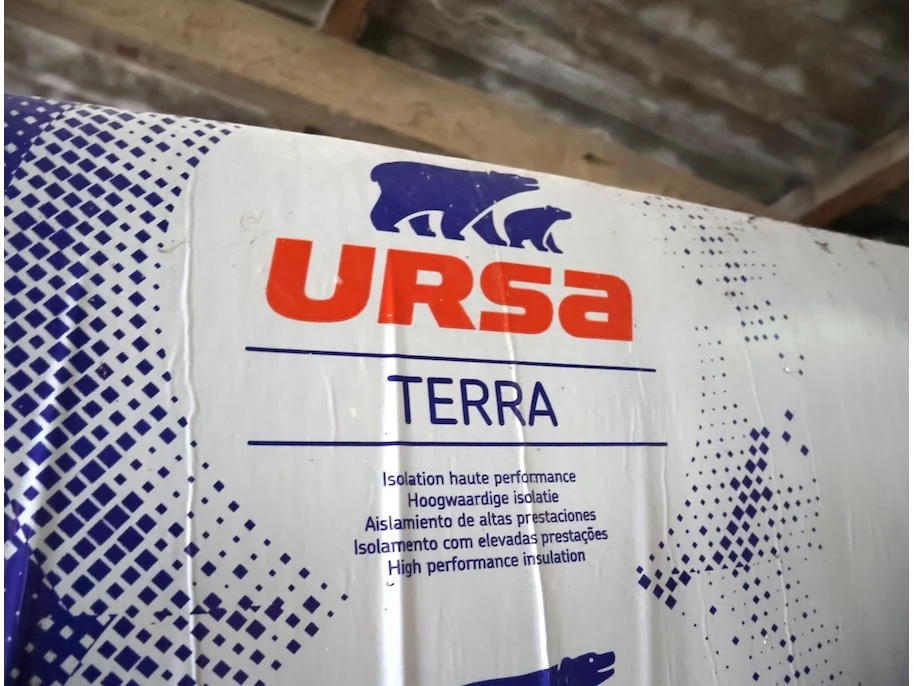 URSA
TERRA
Isolation haute performance
Hoogwaardige isolatie
Aislamiento de altas prestaciones
Isolamento com elevadas prestações
High performance insulation